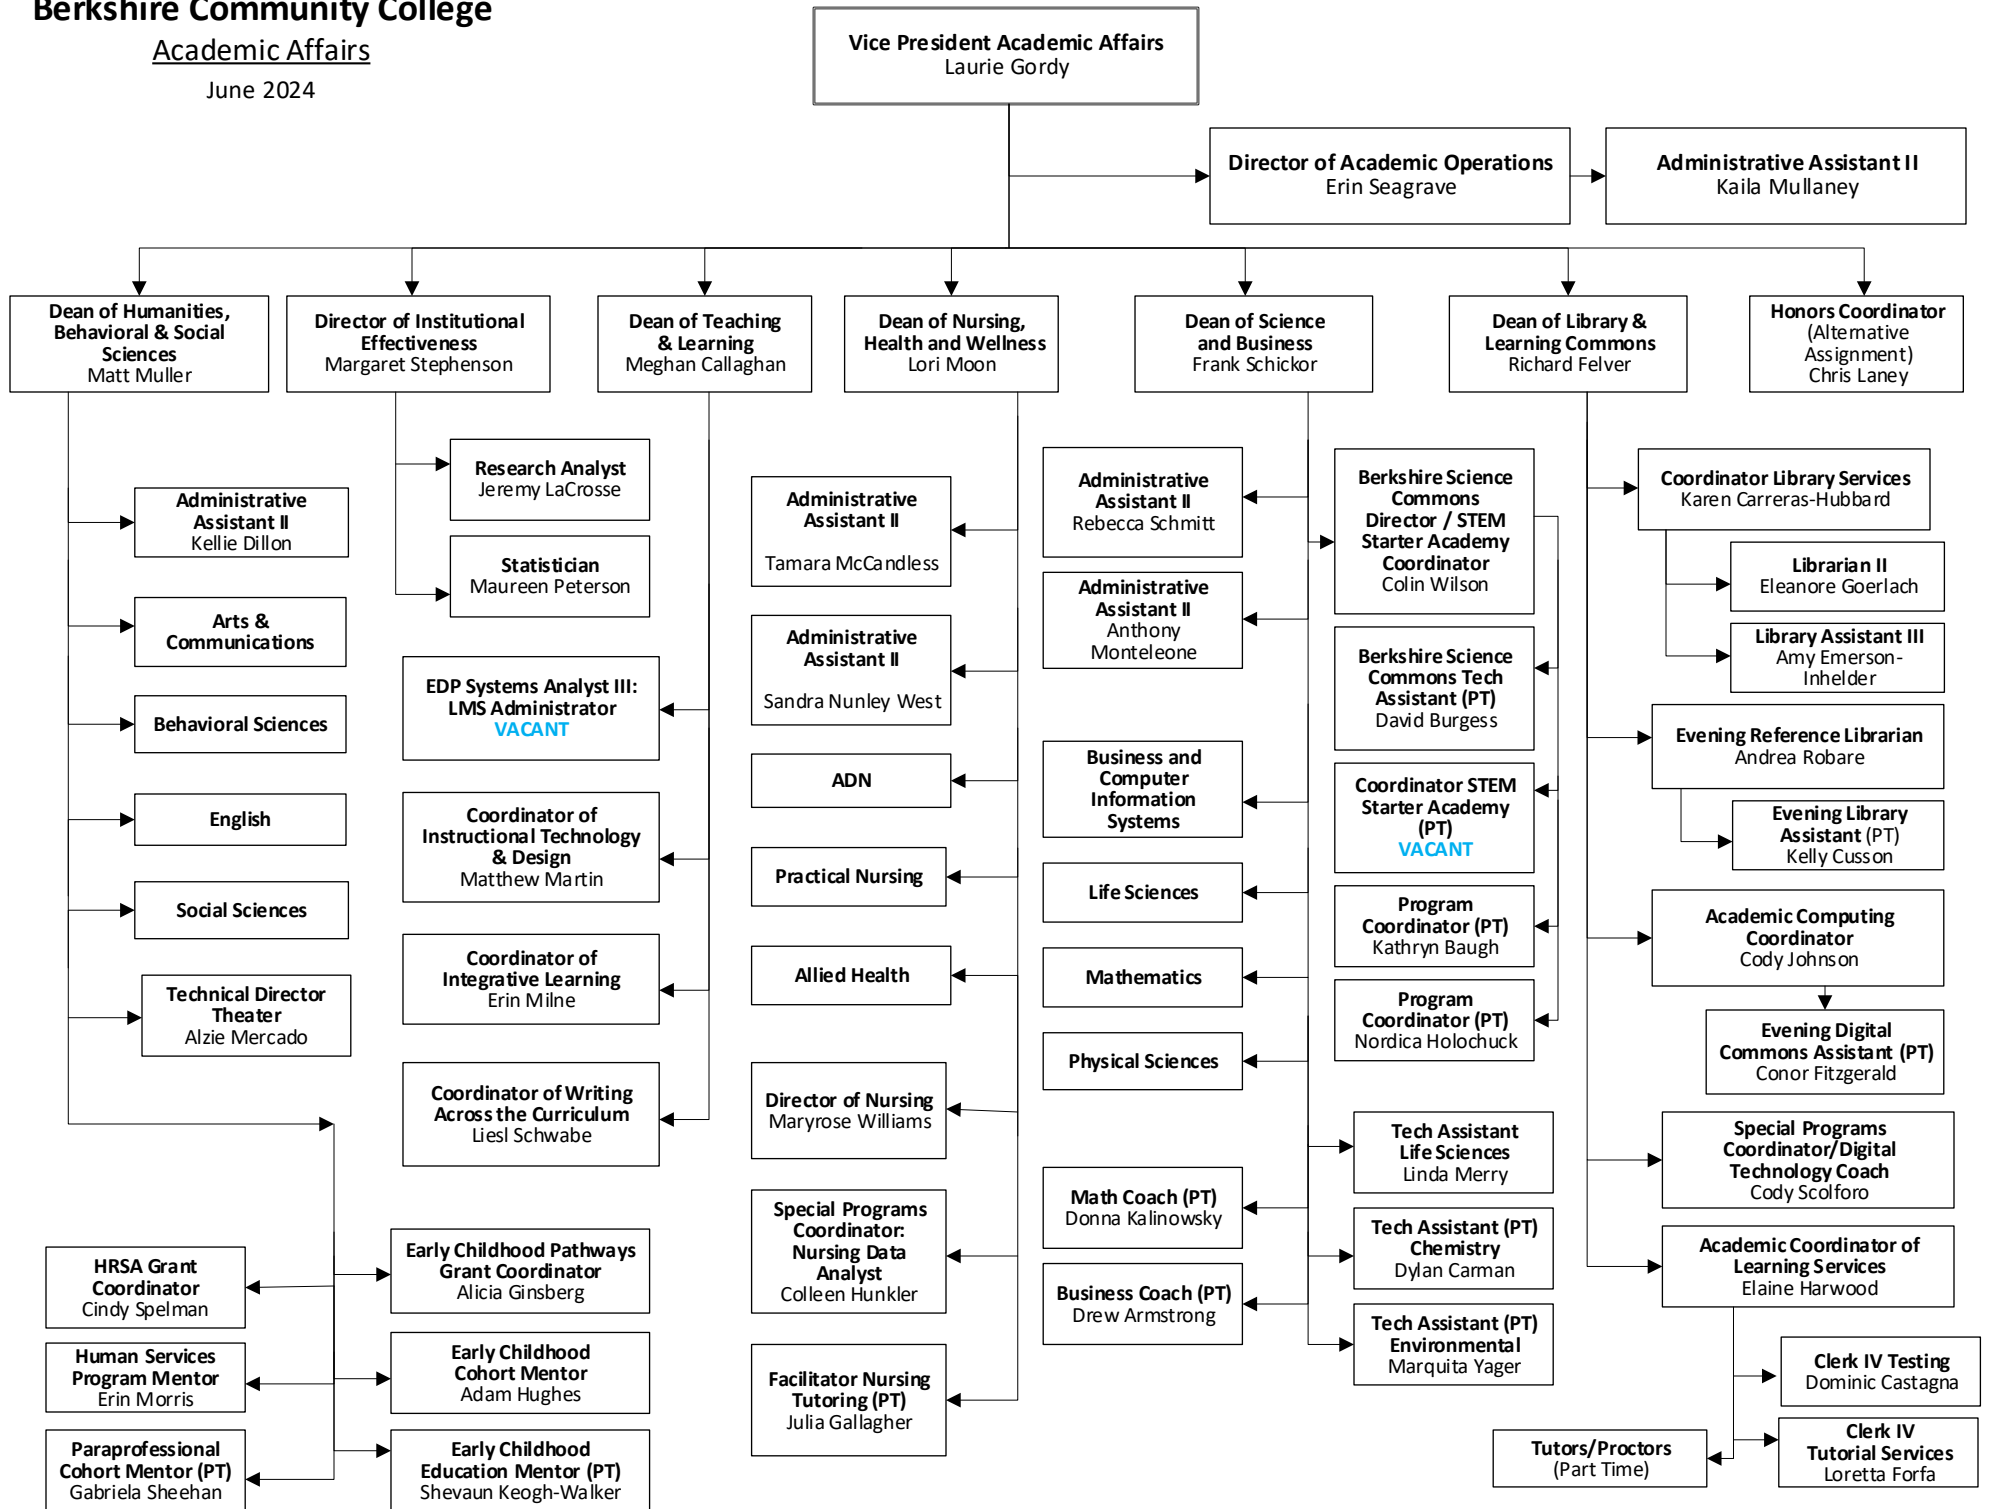 Berkshire Community College
Academic Affairs
June 2024
Vice President Academic Affairs
Laurie Gordy
Director of Academic Operations
Erin Seagrave
Administrative Assistant II
Kaila Mullaney
Dean of Humanities,
Behavioral & Social
Sciences
Matt Muller
Director of Institutional
Effectiveness
Margaret Stephenson
Dean of Teaching
& Learning
Meghan Callaghan
Dean of Nursing,
Health and Wellness
Lori Moon
Dean of Science
and Business
Frank Schickor
Dean of Library &
Learning Commons
Richard Felver
Honors Coordinator
(Alternative
Assignment)
Chris Laney
Administrative
Assistant II
Kellie Dillon
Arts &
Communications
Behavioral Sciences
English
Social Sciences
Technical Director
Theater
Alzie Mercado
HRSA Grant
Coordinator
Cindy Spelman
Human Services
Program Mentor
Erin Morris
Paraprofessional
Cohort Mentor (PT)
Gabriela Sheehan
Early Childhood Pathways
Grant Coordinator
Alicia Ginsberg
Early Childhood
Cohort Mentor
Adam Hughes
Early Childhood
Education Mentor (PT)
Shevaun Keogh-Walker
Research Analyst
Jeremy LaCrosse
Statistician
Maureen Peterson
EDP Systems Analyst III:
LMS Administrator
VACANT
Coordinator of
Instructional Technology
& Design
Matthew Martin
Coordinator of
Integrative Learning
Erin Milne
Coordinator of Writing
Across the Curriculum
Liesl Schwabe
Administrative
Assistant II
Tamara McCandless
Administrative
Assistant II
Sandra Nunley West
ADN
Practical Nursing
Allied Health
Director of Nursing
Maryrose Williams
Special Programs
Coordinator:
Nursing Data
Analyst
Colleen Hunkler
Facilitator Nursing
Tutoring (PT)
Julia Gallagher
Administrative
Assistant II
Rebecca Schmitt
Administrative
Assistant II
Anthony
Monteleone
Business and
Computer
Information
Systems
Life Sciences
Mathematics
Physical Sciences
Math Coach (PT)
Donna Kalinowsky
Business Coach (PT)
Drew Armstrong
Berkshire Science
Commons
Director / STEM
Starter Academy
Coordinator
Colin Wilson
Berkshire Science
Commons Tech
Assistant (PT)
David Burgess
Coordinator STEM
Starter Academy
(PT)
VACANT
Program
Coordinator (PT)
Kathryn Baugh
Program
Coordinator (PT)
Nordica Holochuck
Tech Assistant
Life Sciences
Linda Merry
Tech Assistant (PT)
Chemistry
Dylan Carman
Tech Assistant (PT)
Environmental
Marquita Yager
Coordinator Library Services
Karen Carreras-Hubbard
Librarian II
Eleanore Goerlach
Library Assistant III
Amy Emerson-
Inhelder
Evening Reference Librarian
Andrea Robare
Evening Library
Assistant (PT)
Kelly Cusson
Academic Computing
Coordinator
Cody Johnson
Evening Digital
Commons Assistant (PT)
Conor Fitzgerald
Special Programs
Coordinator/Digital
Technology Coach
Cody Scolforo
Academic Coordinator of
Learning Services
Elaine Harwood
Clerk IV Testing
Dominic Castagna
Clerk IV
Tutorial Services
Loretta Forfa
Tutors/Proctors
(Part Time)